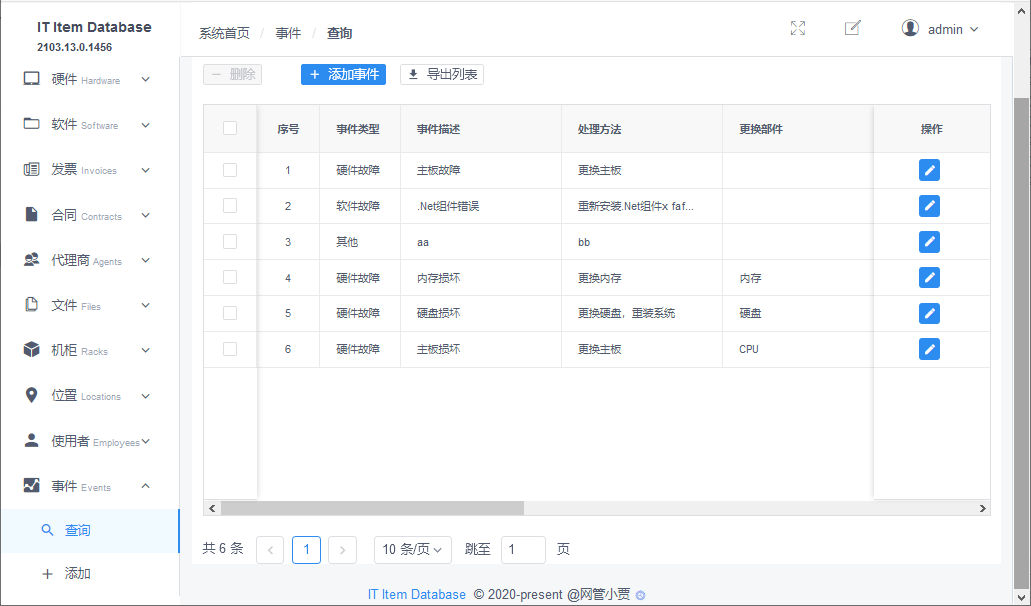 IT Item Database
2103.13.0.1456
硬件 Hardware
软件 Software
发票 Invoices
合同 Contracts
代理商 Agents
文件 Files
机柜 Racks
位置 Locations
使用者 Employees
事件 Events
查询
添加
系统首页 / 事件 / 查询
admin
删除 添加事件 导出列表
序号 事件类型 事件描述 处理方法 更换部件 操作
1 硬件故障 主板故障 更换主板
2 软件故障 .Net组件错误 重新安装.Net组件x faf...
3 其他 aa bb
4 硬件故障 内存损坏 更换内存 内存
5 硬件故障 硬盘损坏 更换硬盘，重装系统 硬盘
6 硬件故障 主板损坏 更换主板 CPU
共 6 条 1 10 条/页 跳至 1 页
IT Item Database © 2020-present @网管小贾